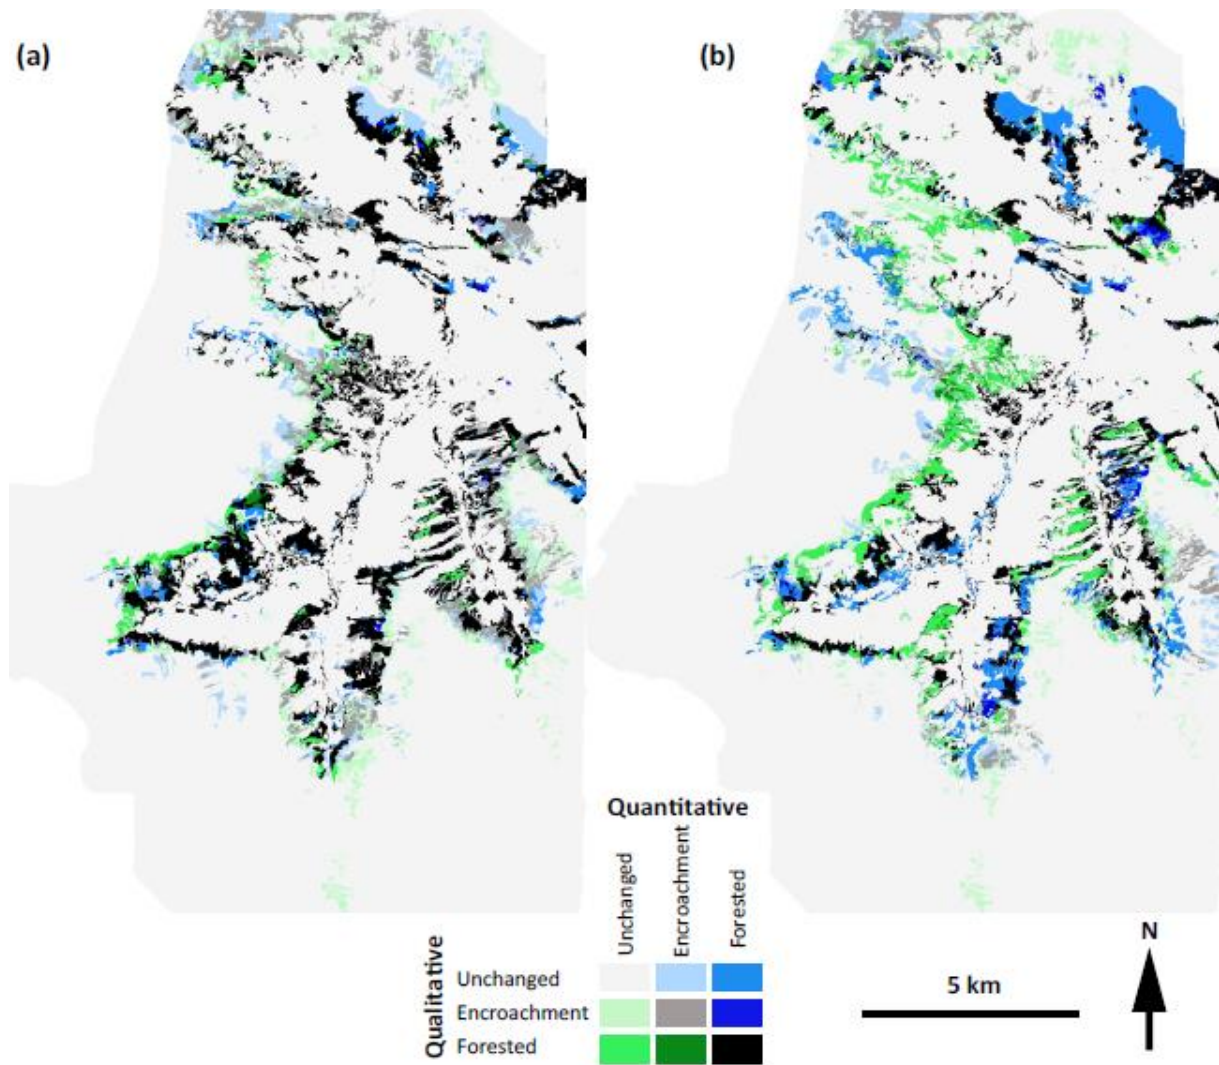 (a)
(b)
Quantitative
Unchanged
Encroachment
Forested
Qualitative
Unchanged
Encroachment
Forested
5 km
N